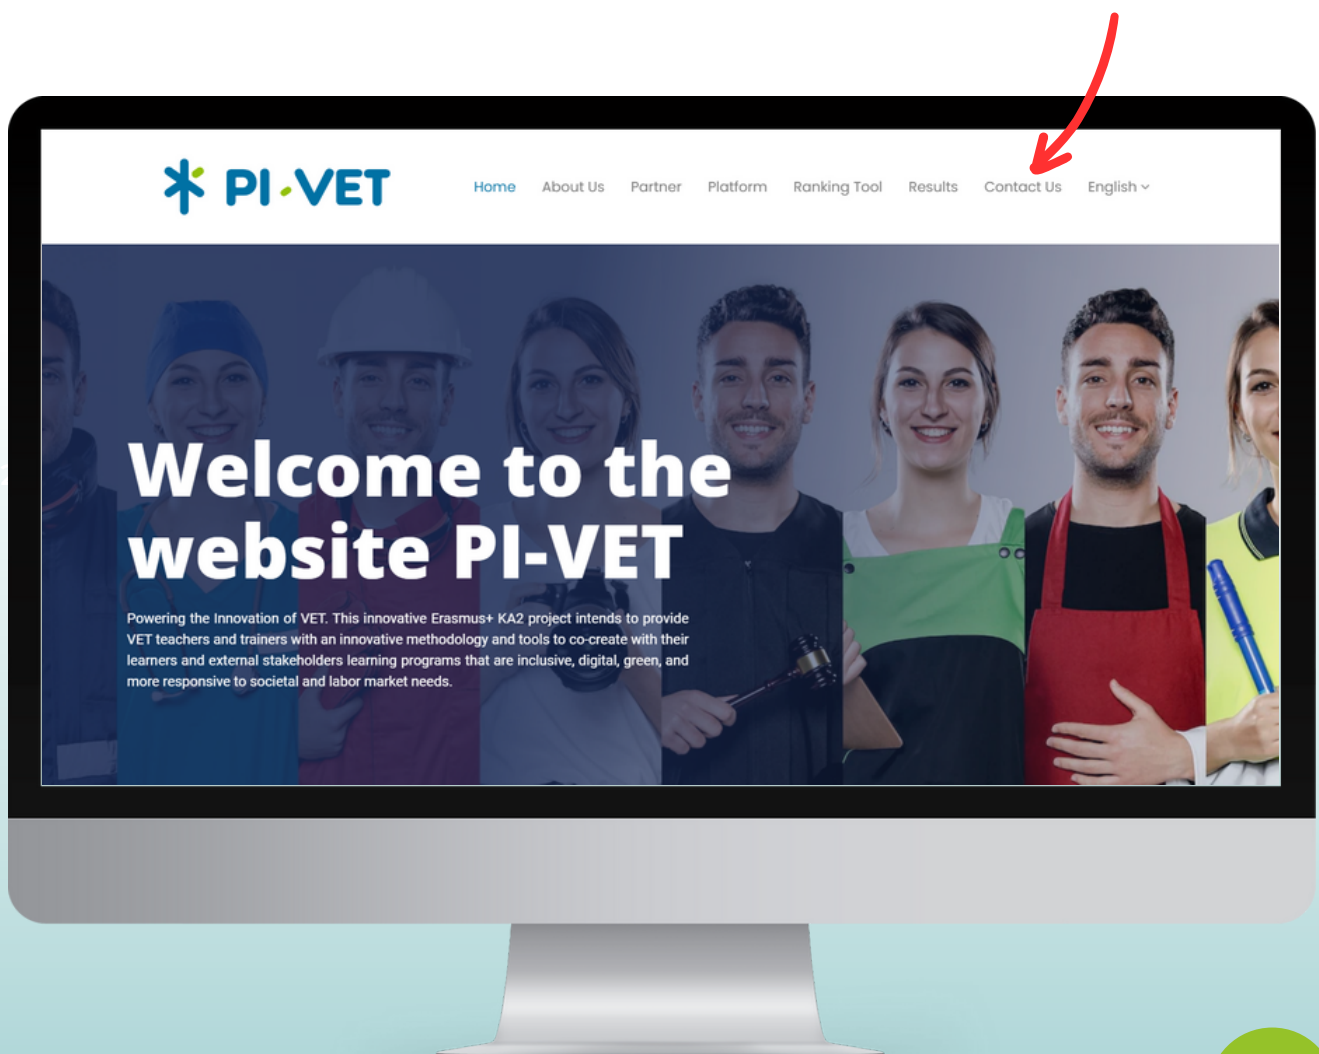 PI-VET
Home About Us Partner Platform Ranking Tool Results Contact Us English
Welcome to the
website PI-VET
Powering the Innovation of VET. This innovative Erasmus+ KA2 project intends to provide
VET teachers and trainers with an innovative methodology and tools to co-create with their
learners and external stakeholders learning programs that are inclusive, digital, green, and
more responsive to societal and labor market needs.